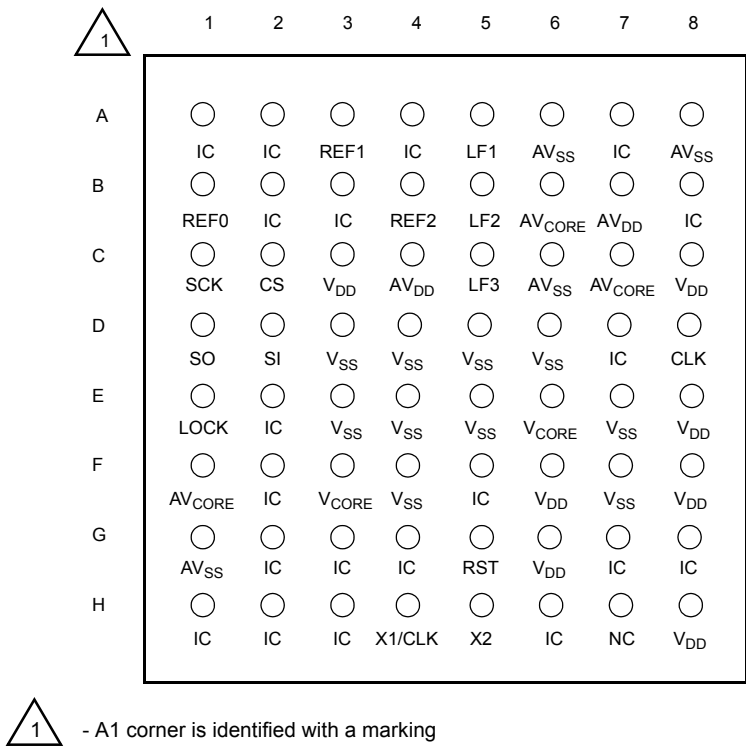 1 1 2 3 4 5 6 7 8
A
IC IC REF1 IC LF1 AVSS IC AVSS
B
REF0 IC IC REF2 LF2 AVCORE AVDD IC
C
SCK CS VDD AVDD LF3 AVSS AVCORE VDD
D
SO SI VSS VSS VSS VSS IC CLK
E
LOCK IC VSS VSS VSS VCORE VSS VDD
F
AVCORE IC VCORE VSS IC VDD VSS VDD
G
AVSS IC IC IC RST VDD IC IC
H
IC IC IC X1/CLK X2 IC NC VDD
1 - A1 corner is identified with a marking